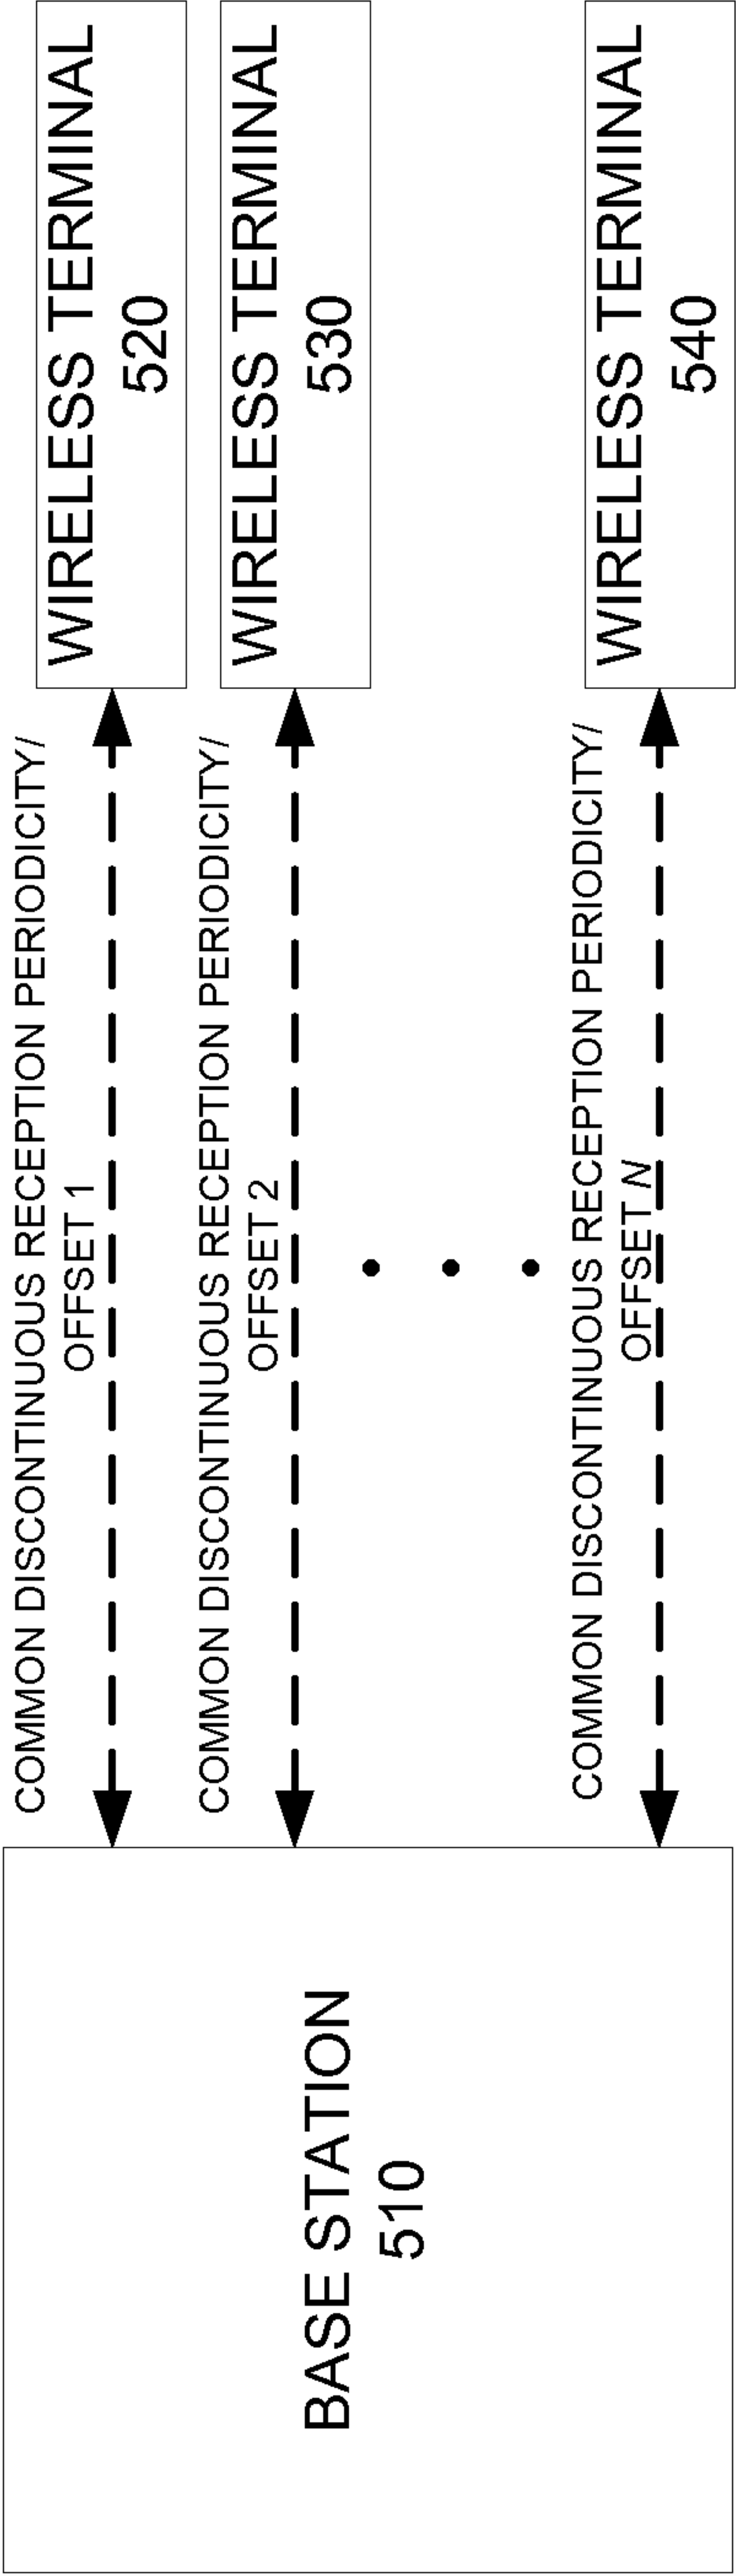 BASE STATION
510
COMMON DISCONTINUOUS RECEPTION PERIODICITY/
OFFSET 1
WIRELESS TERMINAL
520
COMMON DISCONTINUOUS RECEPTION PERIODICITY/
OFFSET 2
WIRELESS TERMINAL
530
COMMON DISCONTINUOUS RECEPTION PERIODICITY/
OFFSET N
WIRELESS TERMINAL
540